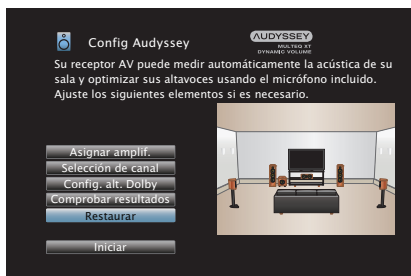 Config Audyssey
AUDYSSEY
MULTEQ XT
DYNAMIC VOLUME
Su receptor AV puede medir automáticamente la acústica de su
sala y optimizar sus altavoces usando el micrófono incluido.
Ajuste los siguientes elementos si es necesario.
Asignar amplif.
Selección de canal
Config. alt. Dolby
Comprobar resultados
Restaurar
Iniciar